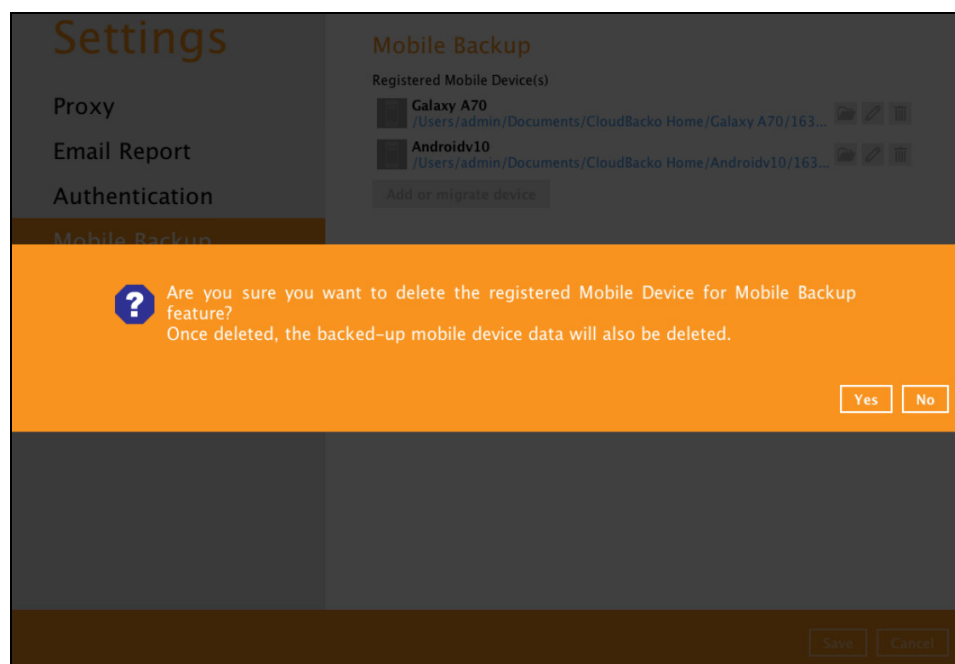 Settings
Proxy
Email Report
Authentication
Mobile Backup
Mobile Backup
Registered Mobile Device(s)
Galaxy A70
/Users/admin/Documents/CloudBacko Home/Galaxy A70/163...
Androidv10
/Users/admin/Documents/CloudBacko Home/Androidv10/163...
Add or migrate device
Are you sure you want to delete the registered Mobile Device for Mobile Backup
feature?
Once deleted, the backed-up mobile device data will also be deleted.
Yes No
Save Cancel